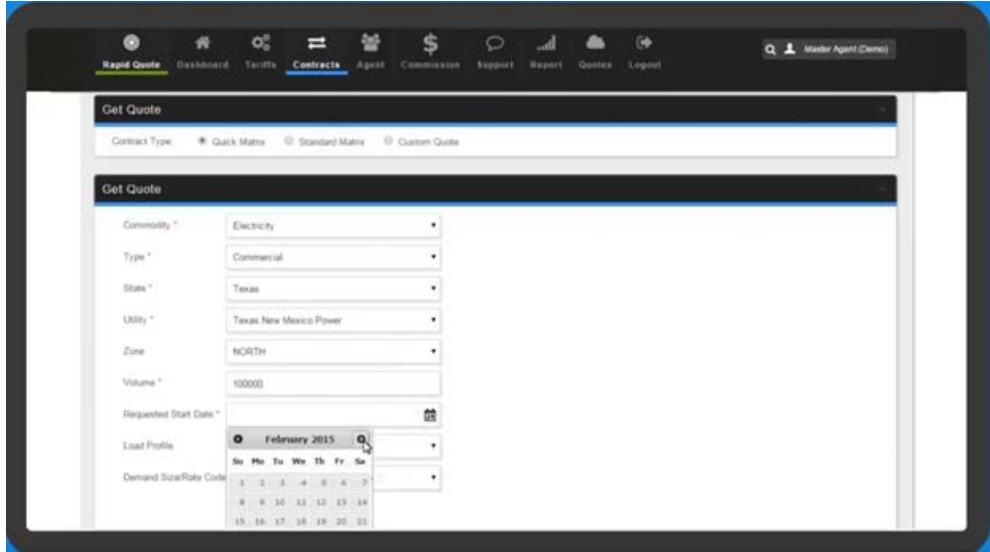 Rapid Quote Dashboard Tariffs Contracts Agent Commission Support Report Quotes Logout Master Agent (Demo)
Get Quote
Contract Type: Quick Matrix Standard Matrix Custom Quote
Get Quote
Commodity * Electricity
Type * Commercial
State * Texas
Utility * Texas New Mexico Power
Zone NORTH
Volume * 100000
Requested Start Date *
February 2015
Load Profile
Su Mo Tu We Th Fr Sa
Demand Size/Rate Code
1 2 3 4 5 6 7
8 9 10 11 12 13 14
15 16 17 18 19 20 21